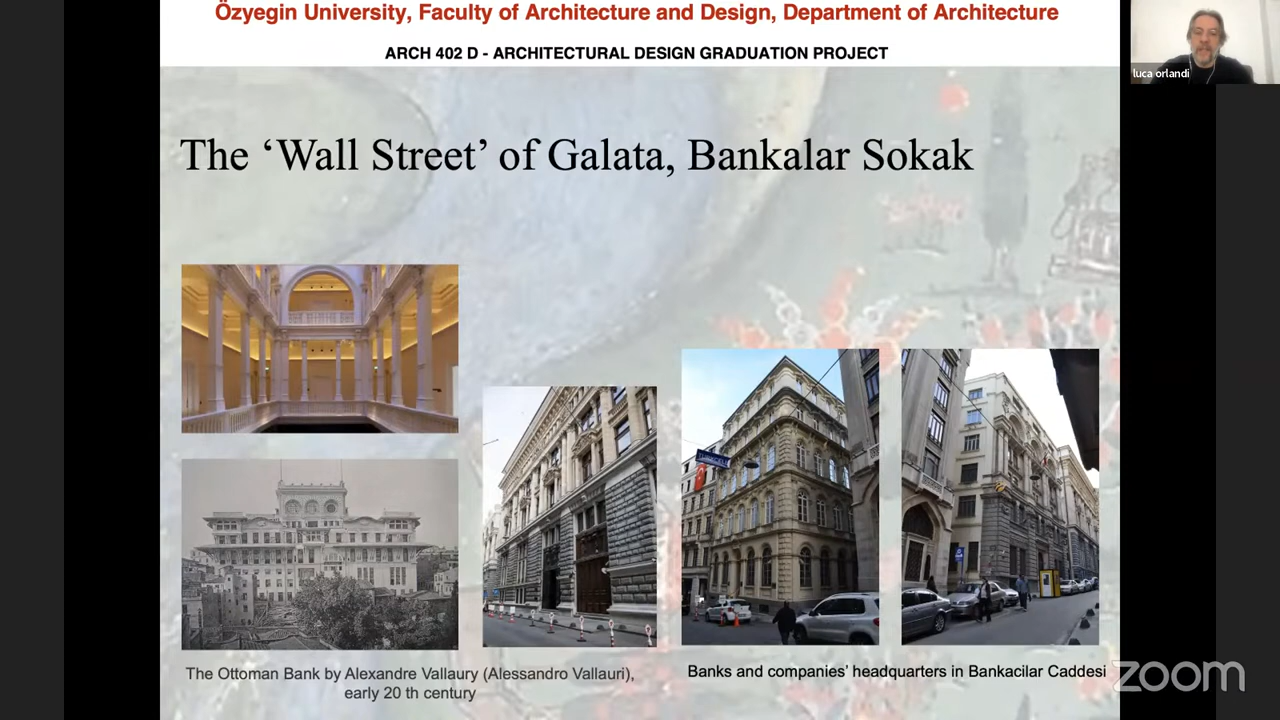 Özyegin University, Faculty of Architecture and Design, Department of Architecture
ARCH 402 D - ARCHITECTURAL DESIGN GRADUATION PROJECT
luca orlandi
The ‘Wall Street’ of Galata, Bankalar Sokak
The Ottoman Bank by Alexandre Vallaury (Alessandro Vallauri),
early 20 th century
Banks and companies’ headquarters in Bankacilar Caddesi
zoom